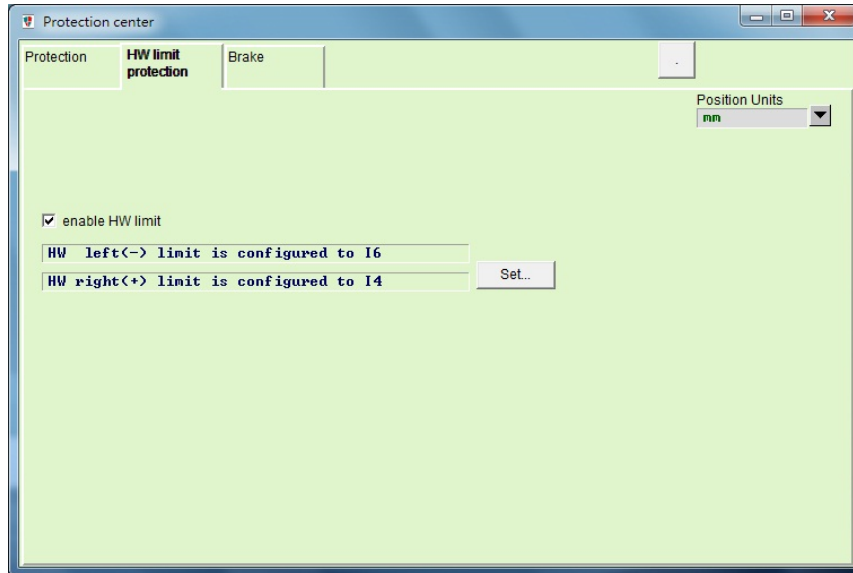 Protection center
Protection
HW limit
protection
Brake
.
Position Units
mm
enable HW limit
HW  left(-) limit is configured to I6
HW right(+) limit is configured to I4
Set...